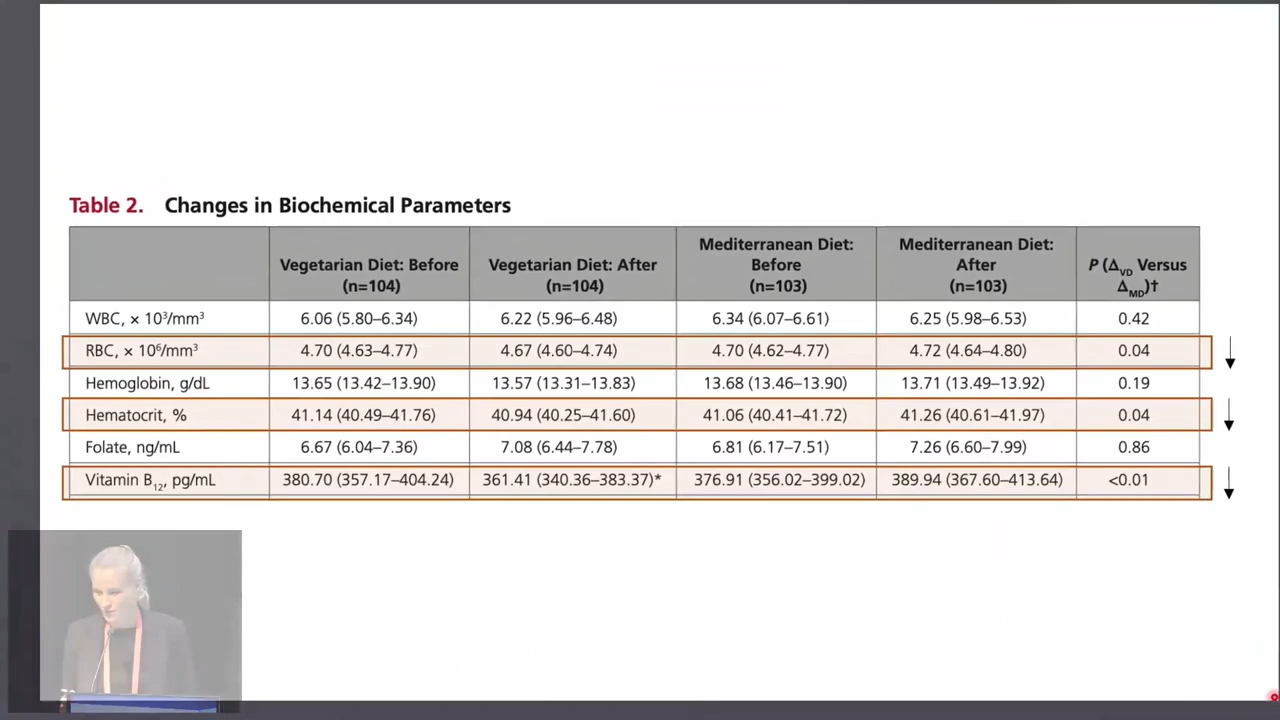 Table 2. Changes in Biochemical Parameters
Vegetarian Diet: Before (n=104) Vegetarian Diet: After (n=104) Mediterranean Diet: Before (n=103) Mediterranean Diet: After (n=103) P (ΔVD Versus ΔMD)†
WBC, × 10³/mm³ 6.06 (5.80–6.34) 6.22 (5.96–6.48) 6.34 (6.07–6.61) 6.25 (5.98–6.53) 0.42
RBC, × 10⁶/mm³ 4.70 (4.63–4.77) 4.67 (4.60–4.74) 4.70 (4.62–4.77) 4.72 (4.64–4.80) 0.04
Hemoglobin, g/dL 13.65 (13.42–13.90) 13.57 (13.31–13.83) 13.68 (13.46–13.90) 13.71 (13.49–13.92) 0.19
Hematocrit, % 41.14 (40.49–41.76) 40.94 (40.25–41.60) 41.06 (40.41–41.72) 41.26 (40.61–41.97) 0.04
Folate, ng/mL 6.67 (6.04–7.36) 7.08 (6.44–7.78) 6.81 (6.17–7.51) 7.26 (6.60–7.99) 0.86
Vitamin B₁₂, pg/mL 380.70 (357.17–404.24) 361.41 (340.36–383.37)* 376.91 (356.02–399.02) 389.94 (367.60–413.64) <0.01